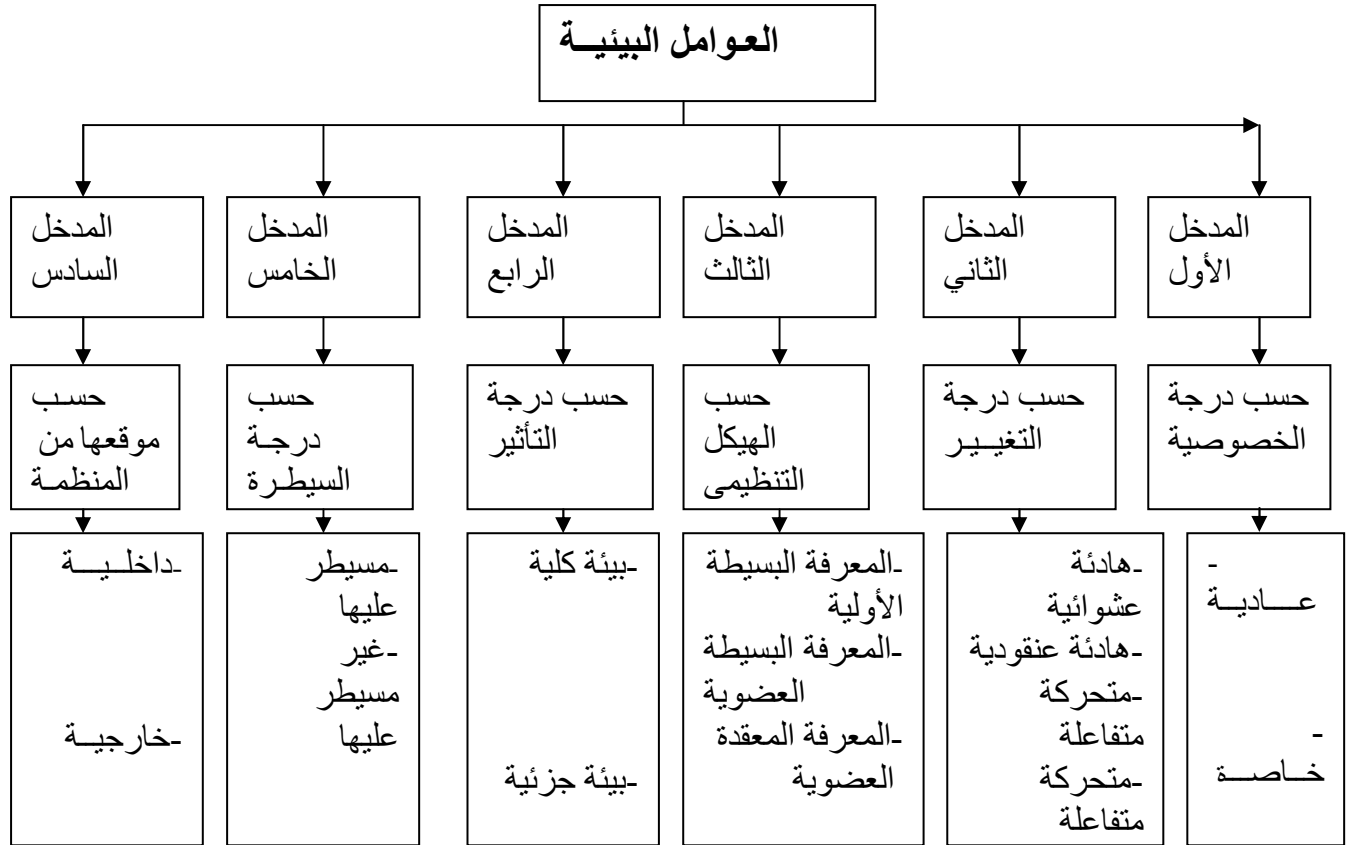 العوامل البيئيــة
المدخل
الأول
المدخل
الثاني
المدخل
الثالث
المدخل
الرابع
المدخل
الخامس
المدخل
السادس
حسب درجة
الخصوصية
حسب درجة
التغييـر
حسب
الهيكل
التنظيمى
حسب درجة
التأثير
حسب
درجـة
السيطـرة
حسـب
موقعها من
المنظمـة
-
عــاديــة
-
خــاصــة
-هادئة
عشوائية
-هادئة عنقودية
-متحركة
متفاعلة
-متحركة
متفاعلة
-المعرفة البسيطة
الأولية
-المعرفة البسيطة
العضوية
-المعرفة المعقدة
العضوية
-بيئة كلية
-بيئة جزئية
-مسيطر
عليها
-غير
مسيطر
عليها
-داخلـيــة
-خارجيــة